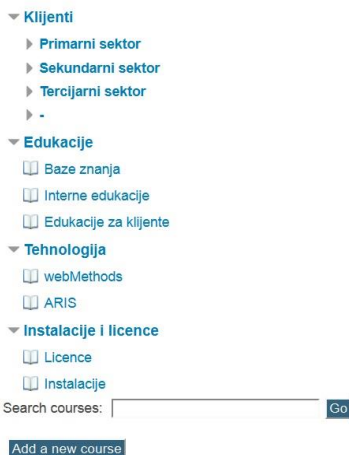 Klijenti
Primarni sektor
Sekundarni sektor
Tercijarni sektor
-
Edukacije
Baze znanja
Interne edukacije
Edukacije za klijente
Tehnologija
webMethods
ARIS
Instalacije i licence
Licence
Instalacije
Search courses: Go
Add a new course